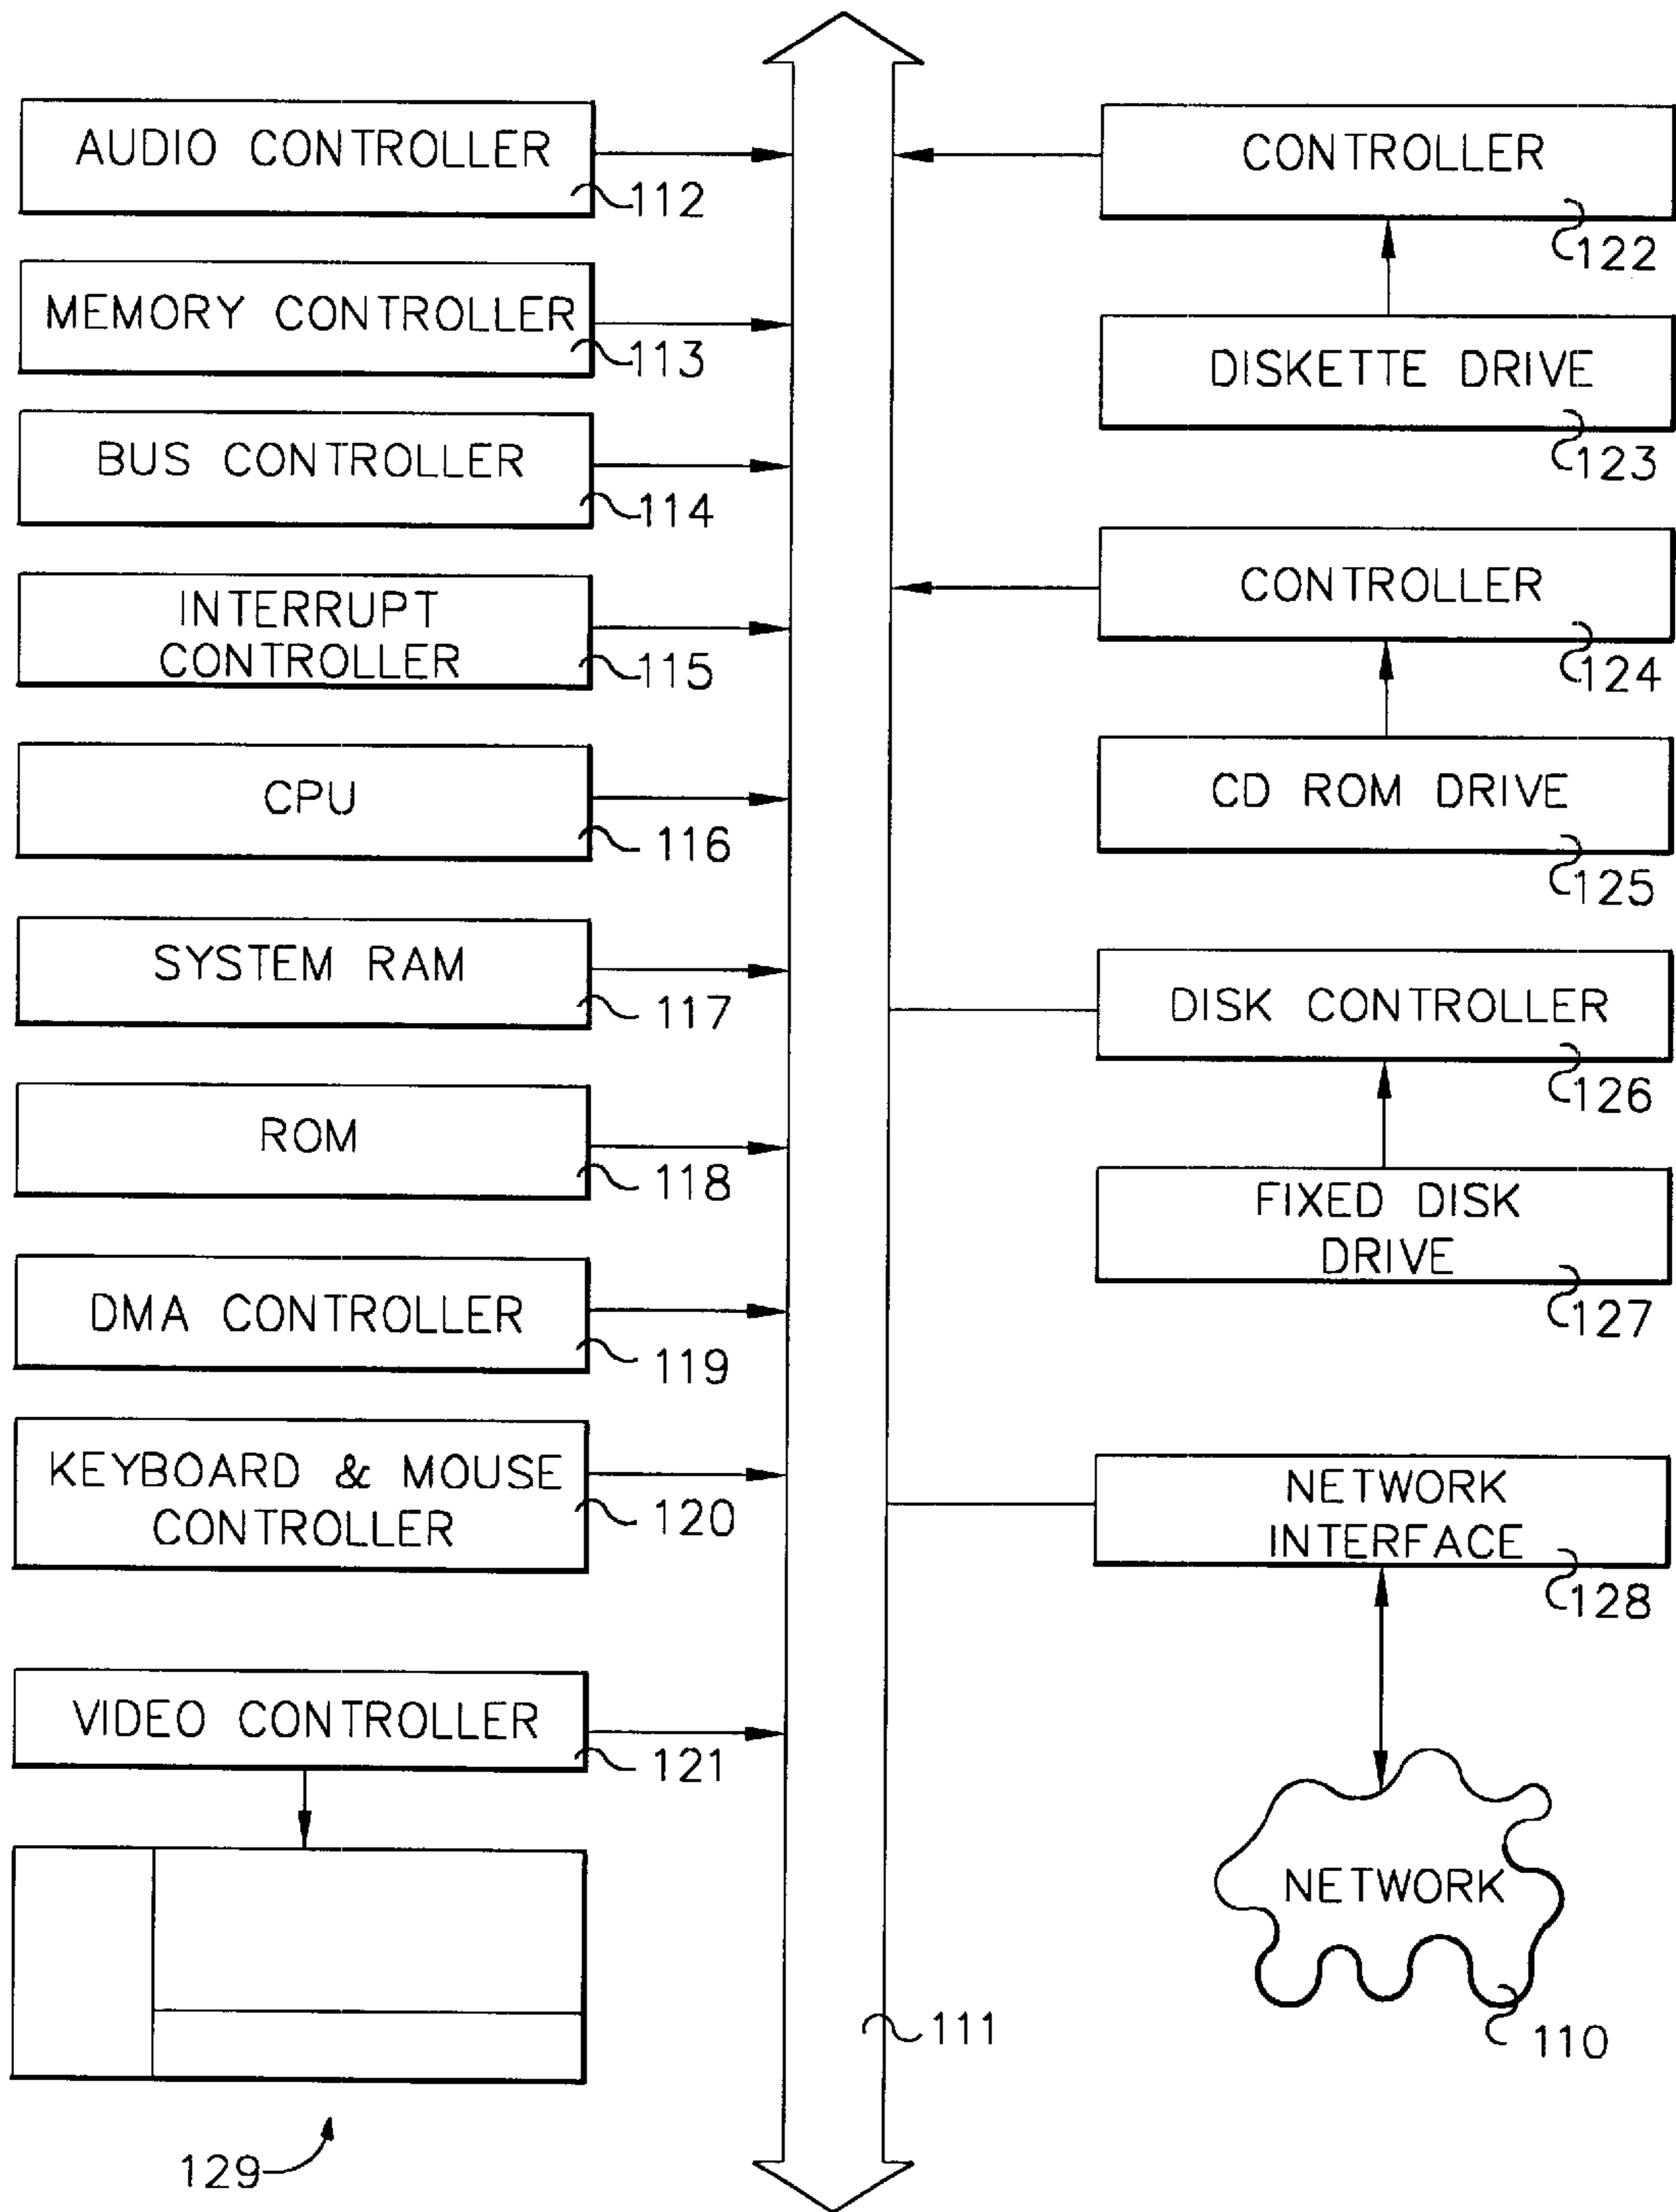 AUDIO CONTROLLER
112
MEMORY CONTROLLER
113
BUS CONTROLLER
114
INTERRUPT
CONTROLLER
115
CPU
116
SYSTEM RAM
117
ROM
118
DMA CONTROLLER
119
KEYBOARD & MOUSE
CONTROLLER
120
VIDEO CONTROLLER
121
129
111
CONTROLLER
122
DISKETTE DRIVE
123
CONTROLLER
124
CD ROM DRIVE
125
DISK CONTROLLER
126
FIXED DISK
DRIVE
127
NETWORK
INTERFACE
128
NETWORK
110